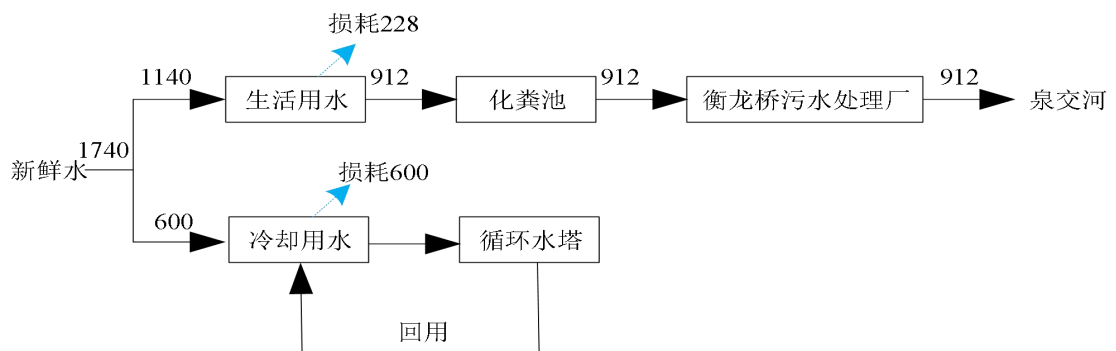 损耗228
1140
生活用水
912
化粪池
912
衡龙桥污水处理厂
912
泉交河
新鲜水
1740
损耗600
600
冷却用水
循环水塔
回用